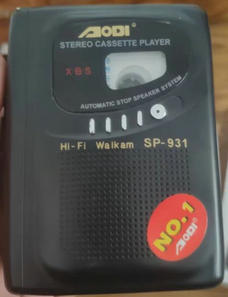 AODI
STEREO CASSETTE PLAYER
XBS
AUTOMATIC STOP SPEAKER SYSTEM
Hi-Fi Walkam SP-931
NO.1
AODI